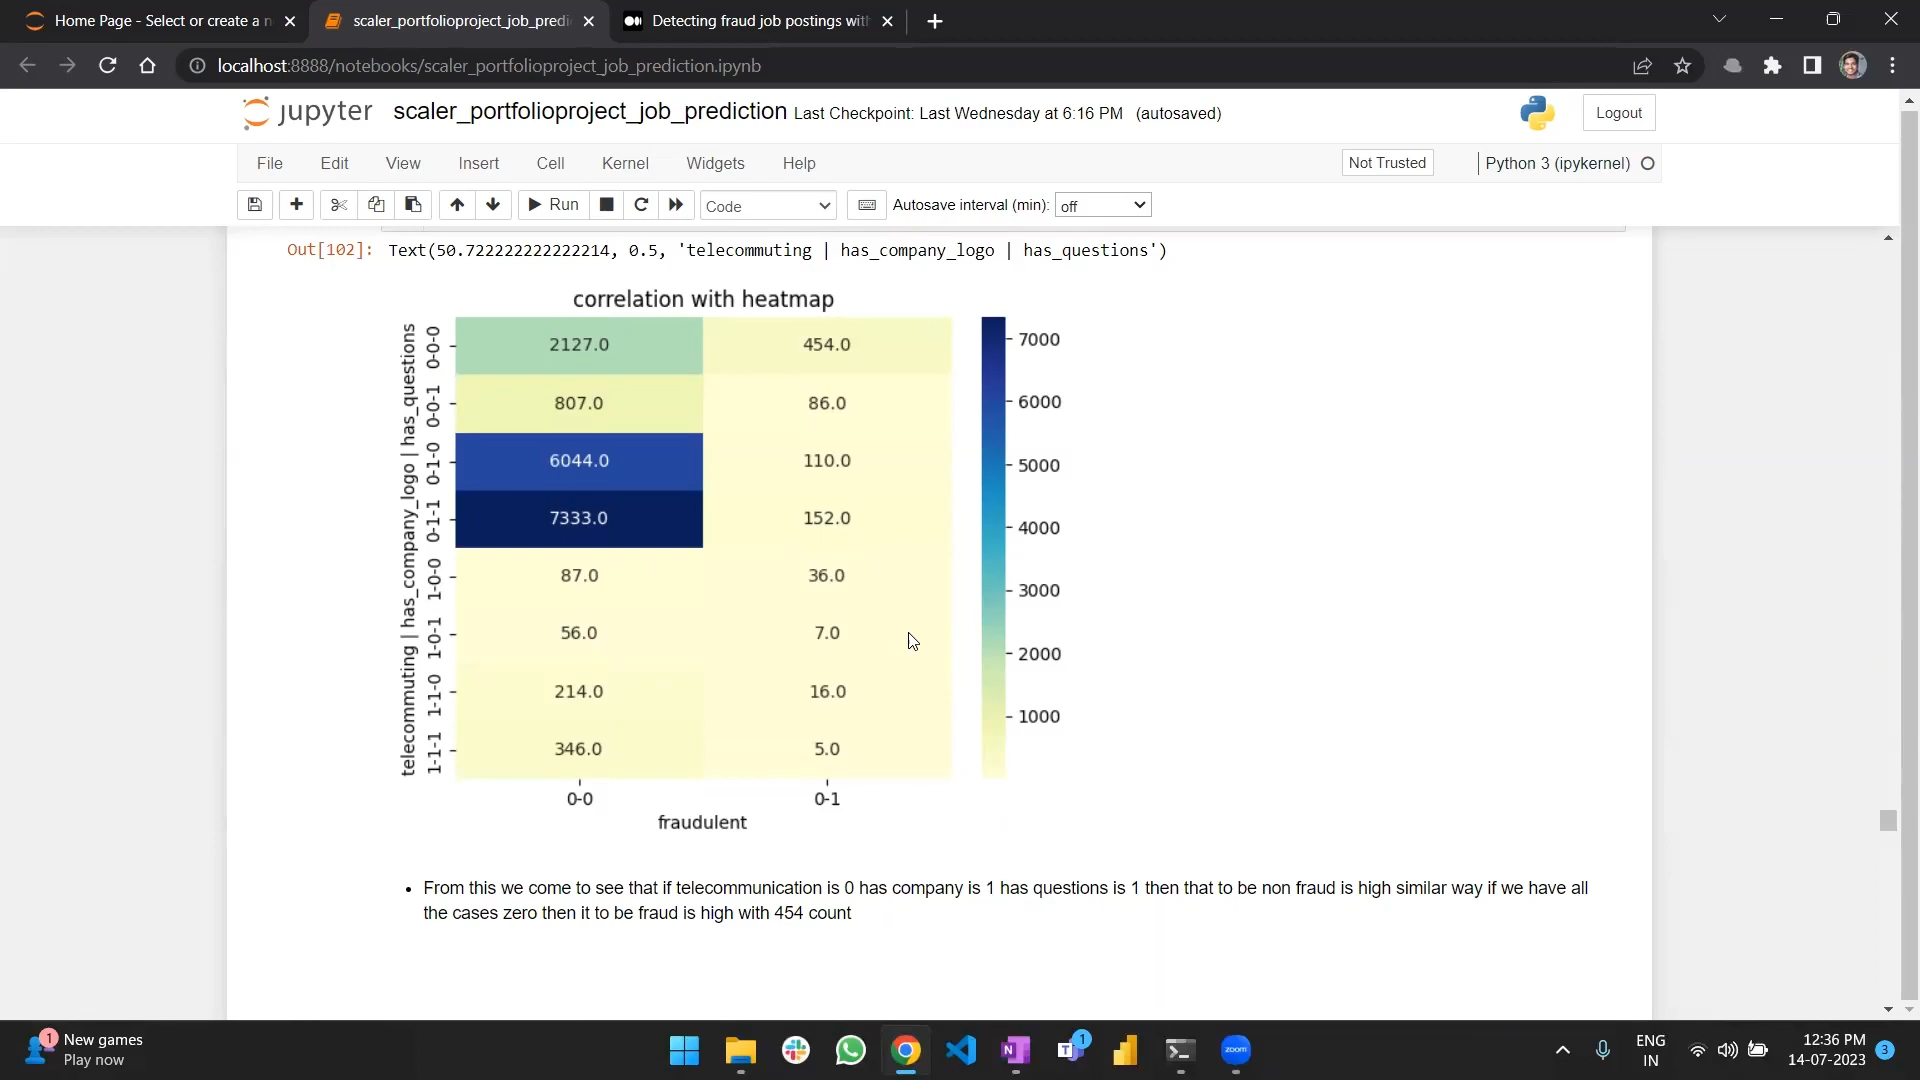 Home Page - Select or create a n
scaler_portfolioproject_job_predi
Detecting fraud job postings with
localhost:8888/notebooks/scaler_portfolioproject_job_prediction.ipynb
jupyter
scaler_portfolioproject_job_prediction Last Checkpoint: Last Wednesday at 6:16 PM (autosaved)
Logout
File Edit View Insert Cell Kernel Widgets Help
Not Trusted
Python 3 (ipykernel)
Run
Code
Autosave interval (min): off
Out[102]: Text(50.722222222222214, 0.5, 'telecommuting | has_company_logo | has_questions')
correlation with heatmap
telecommuting | has_company_logo | has_questions
0-0-0 2127.0 454.0
0-0-1 807.0 86.0
0-1-0 6044.0 110.0
0-1-1 7333.0 152.0
1-0-0 87.0 36.0
1-0-1 56.0 7.0
1-1-0 214.0 16.0
1-1-1 346.0 5.0
0-0 0-1
fraudulent
7000
6000
5000
4000
3000
2000
1000
• From this we come to see that if telecommunication is 0 has company is 1 has questions is 1 then that to be non fraud is high similar way if we have all
the cases zero then it to be fraud is high with 454 count
1
New games
Play now
N
T
1
zoom
ENG
IN
12:36 PM
14-07-2023
3